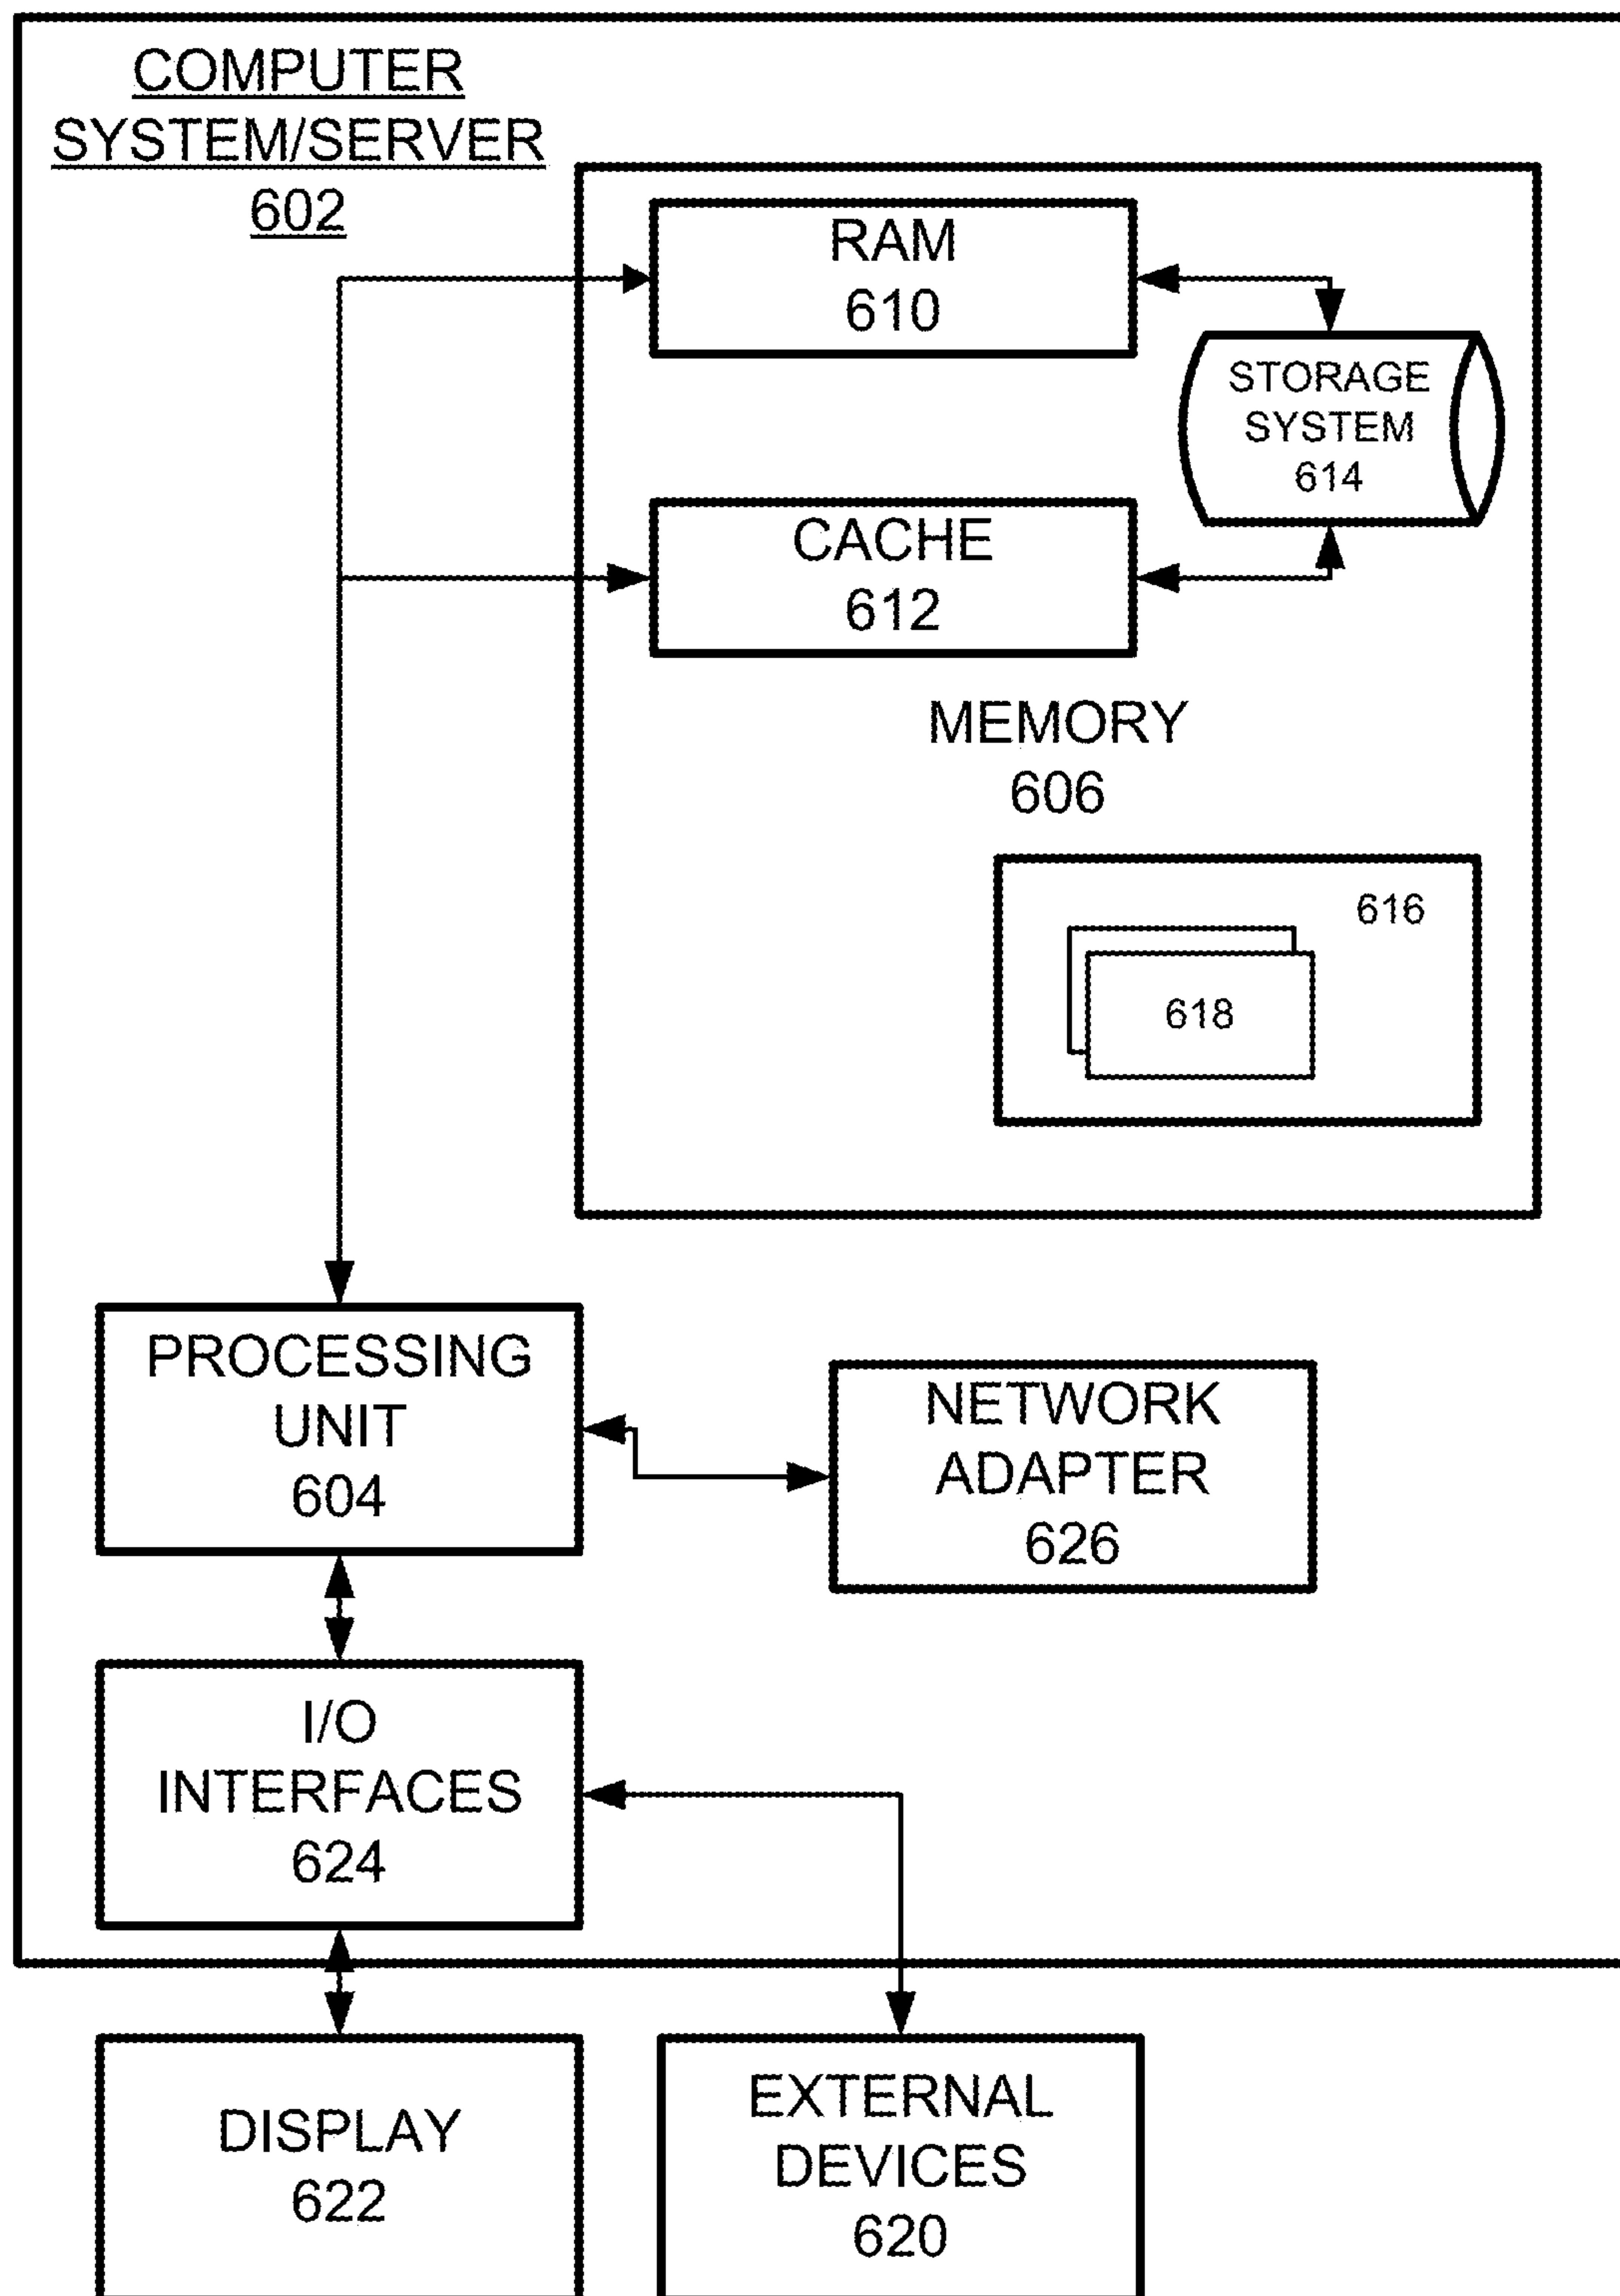 COMPUTER
SYSTEM/SERVER
602
RAM
610
STORAGE
SYSTEM
614
CACHE
612
MEMORY
606
616
618
PROCESSING
UNIT
604
NETWORK
ADAPTER
626
I/O
INTERFACES
624
DISPLAY
622
EXTERNAL
DEVICES
620